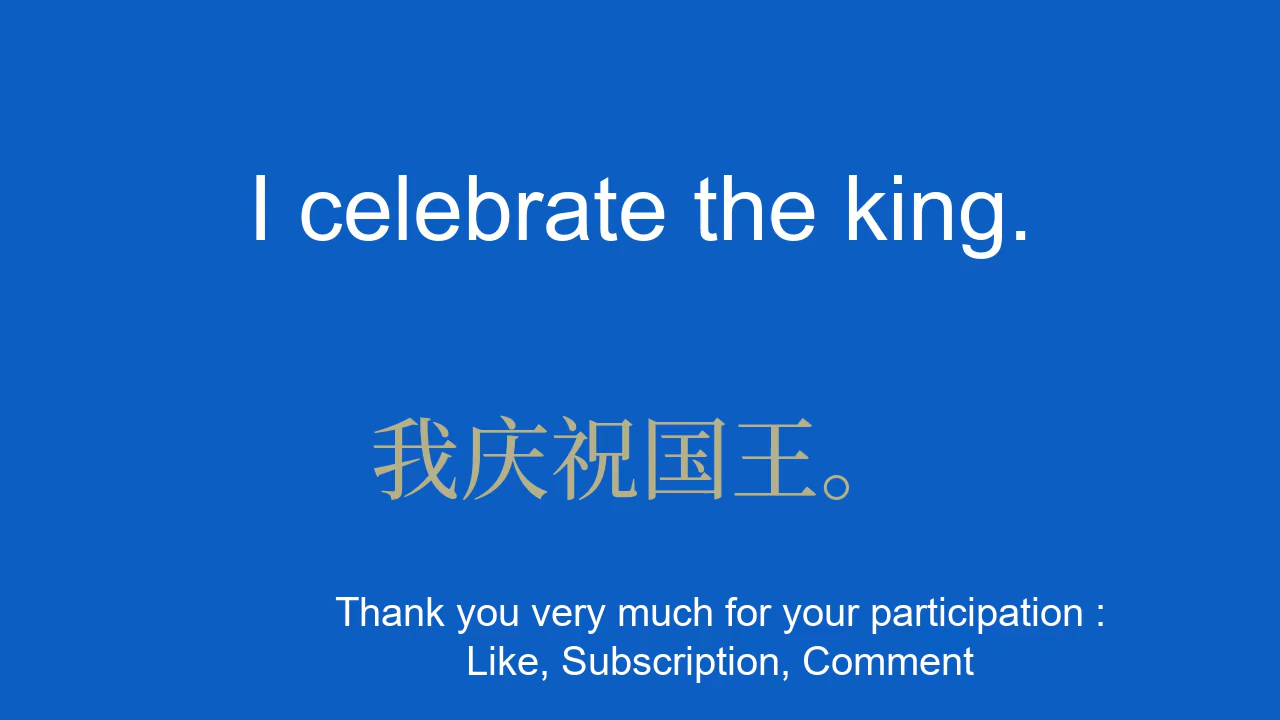 I celebrate the king.
我庆祝国王。
Thank you very much for your participation :
Like, Subscription, Comment